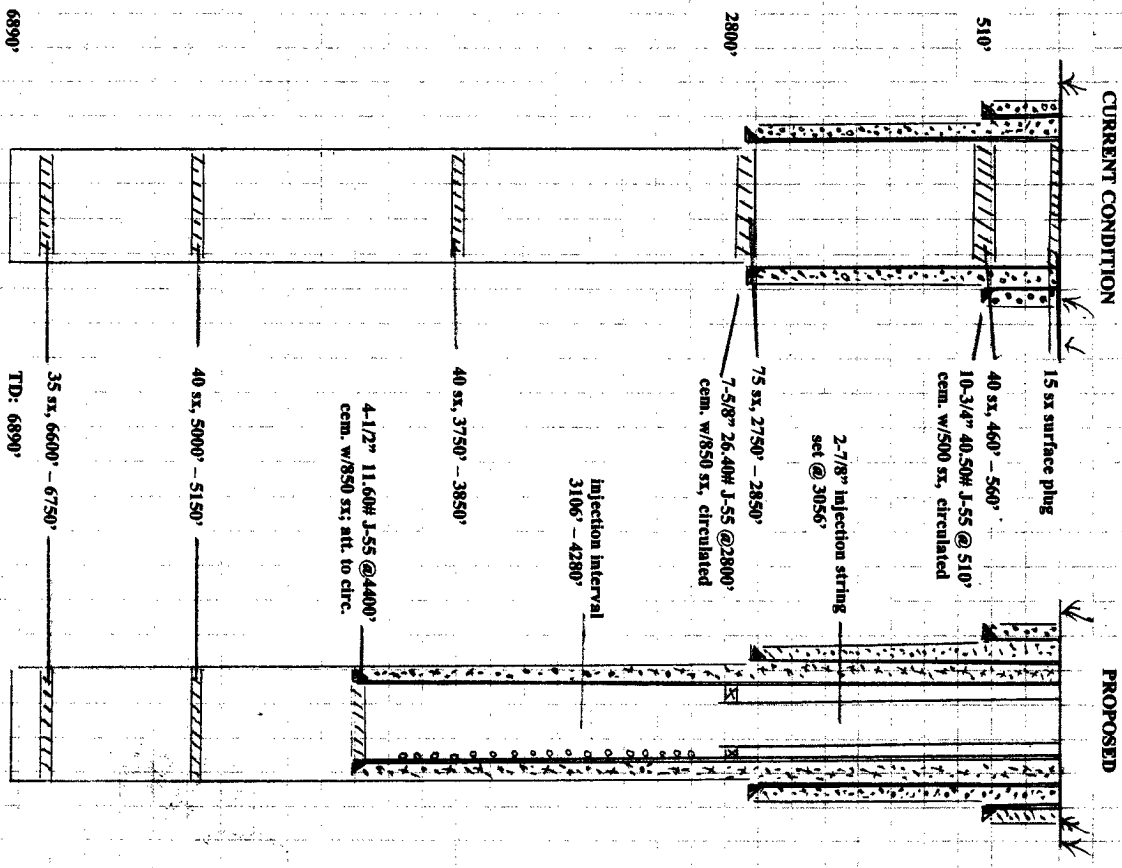 CURRENT CONDITION
PROPOSED
510'
2800'
6890'
15 sx surface plug
40 sx, 460' – 560'
10-3/4" 40.50# J-55 @ 510'
cem. w/500 sx, circulated
75 sx, 2750' – 2850'
7-5/8" 26.40# J-55 @2800'
cem. w/850 sx, circulated
40 sx, 3750' – 3850'
40 sx, 5000' – 5150'
35 sx, 6600' – 6750'
TD: 6890'
2-7/8" injection string
set @ 3056'
injection interval
3106' – 4280'
4-1/2" 11.60# J-55 @4400'
cem. w/850 sx; att. to circ.